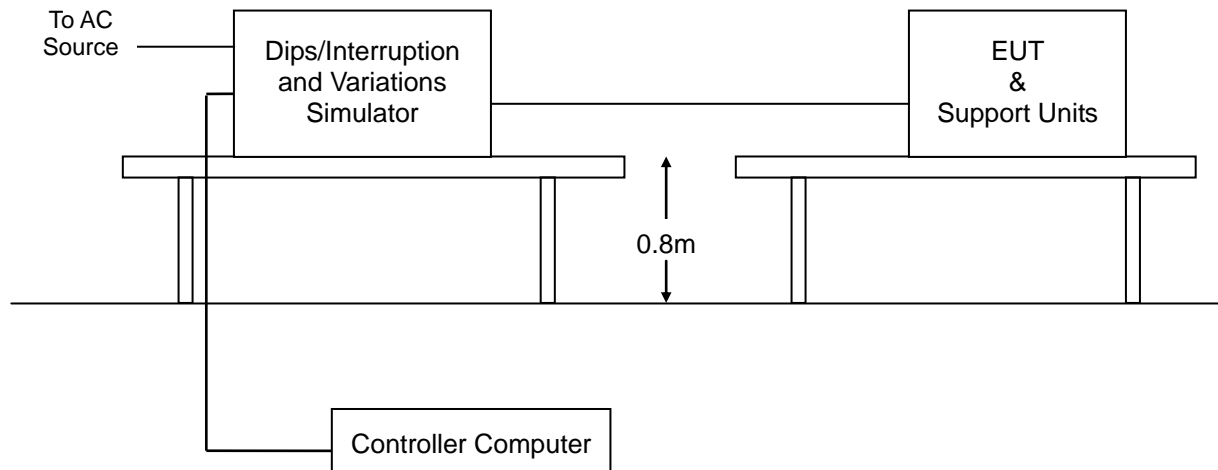 To AC
Source
Dips/Interruption
and Variations
Simulator
EUT
&
Support Units
0.8m
Controller Computer